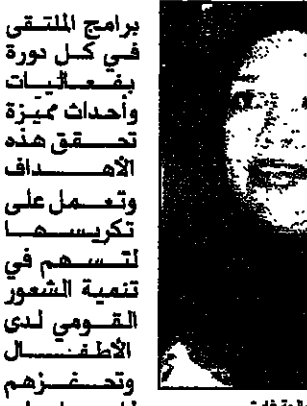 برامج الملتقى
في كل دورة
بفعاليات
وأحداث مميزة
تحقق هذه
الأهداف
وتعمل على
تكريسها
لتسهم في
تنمية الشعور
القومي لدى
الأطفال
وتحفزهم